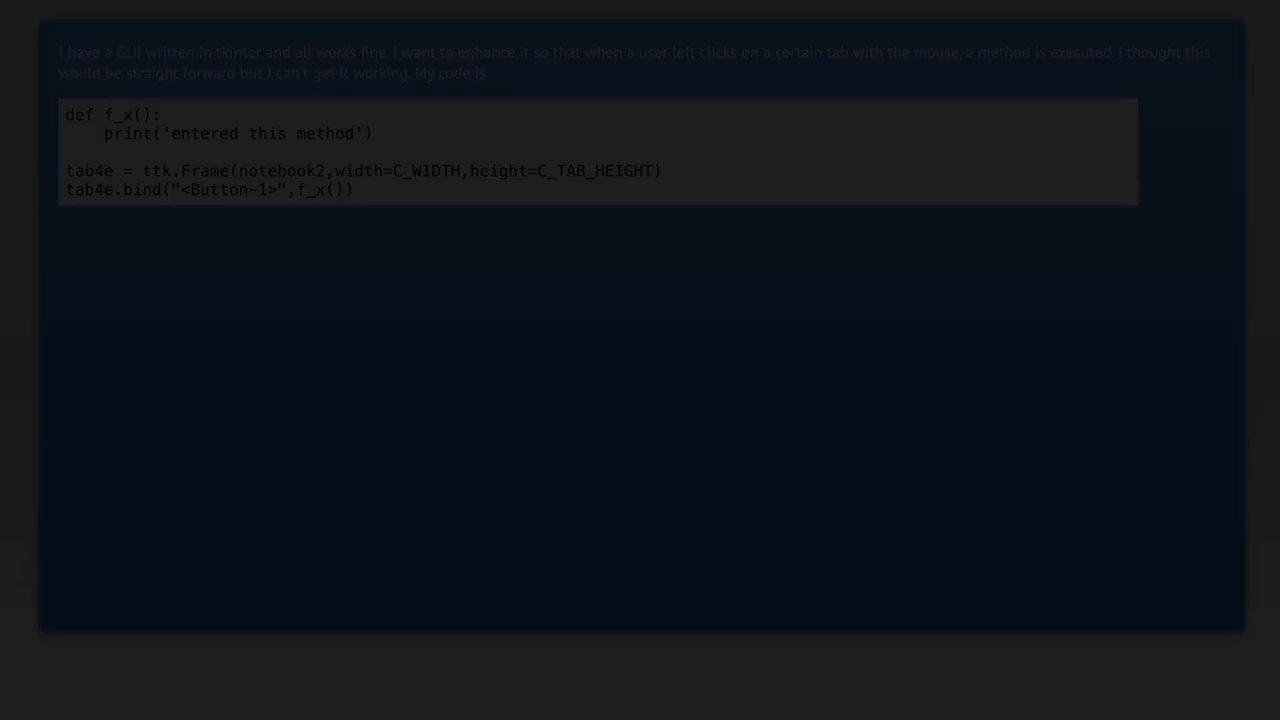 I have a GUI written in tkinter and all works fine. I want to enhance it so that when a user left clicks on a certain tab with the mouse, a method is executed. I thought this
would be straight forward but I can't get it working. My code is
def f_x():
    print('entered this method')
tab4e = ttk.Frame(notebook2,width=C_WIDTH,height=C_TAB_HEIGHT)
tab4e.bind("<Button-1>",f_x())